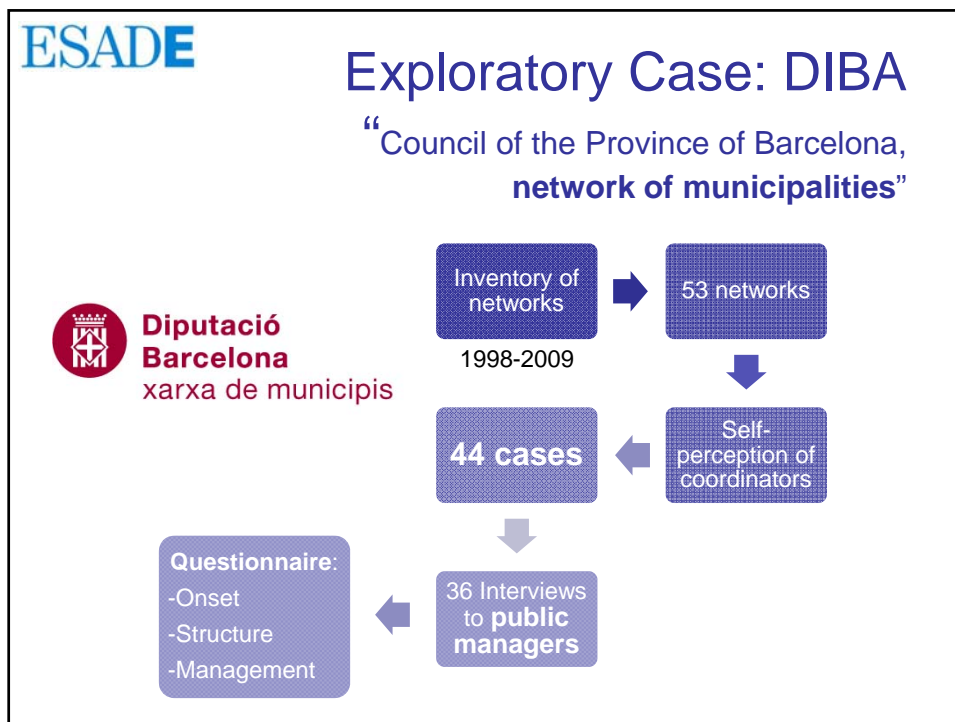 ESADE
Exploratory Case: DIBA
“Council of the Province of Barcelona,
network of municipalities”
Diputació
Barcelona
xarxa de municipis
Inventory of
networks
1998-2009
53 networks
Self-
perception of
coordinators
44 cases
36 Interviews
to public
managers
Questionnaire:
-Onset
-Structure
-Management